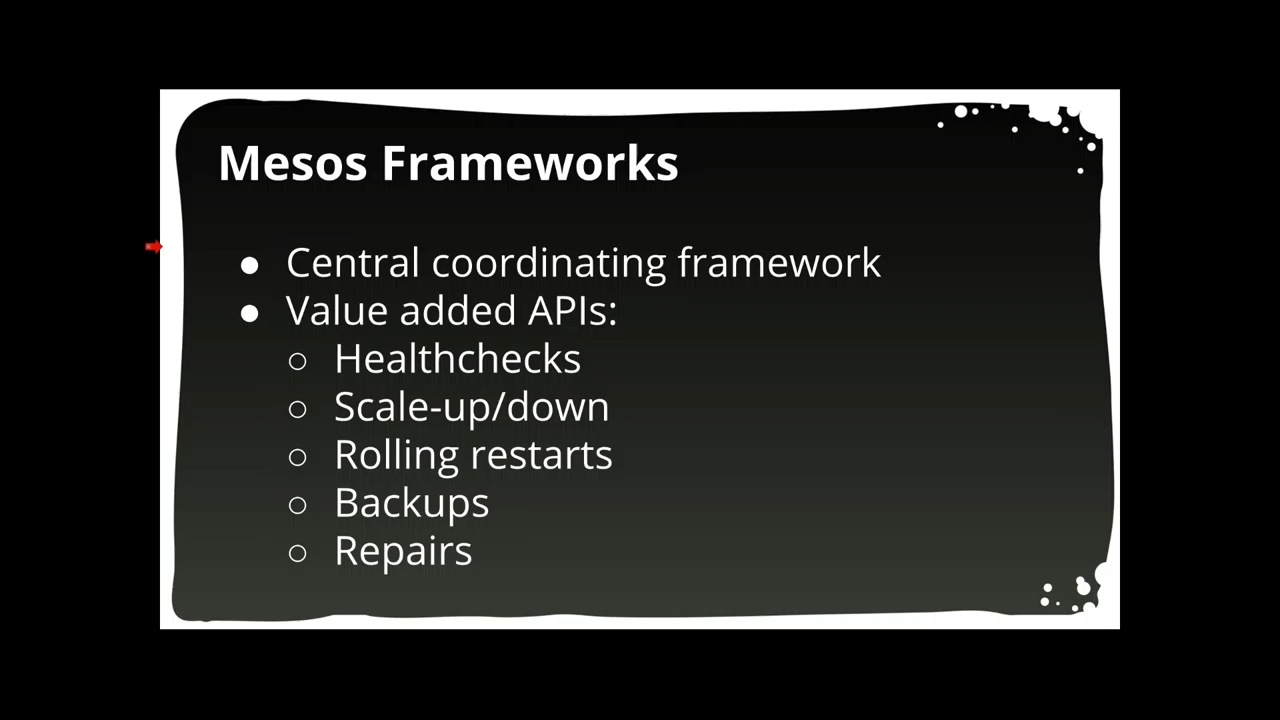 Mesos Frameworks
● Central coordinating framework
● Value added APIs:
○ Healthchecks
○ Scale-up/down
○ Rolling restarts
○ Backups
○ Repairs